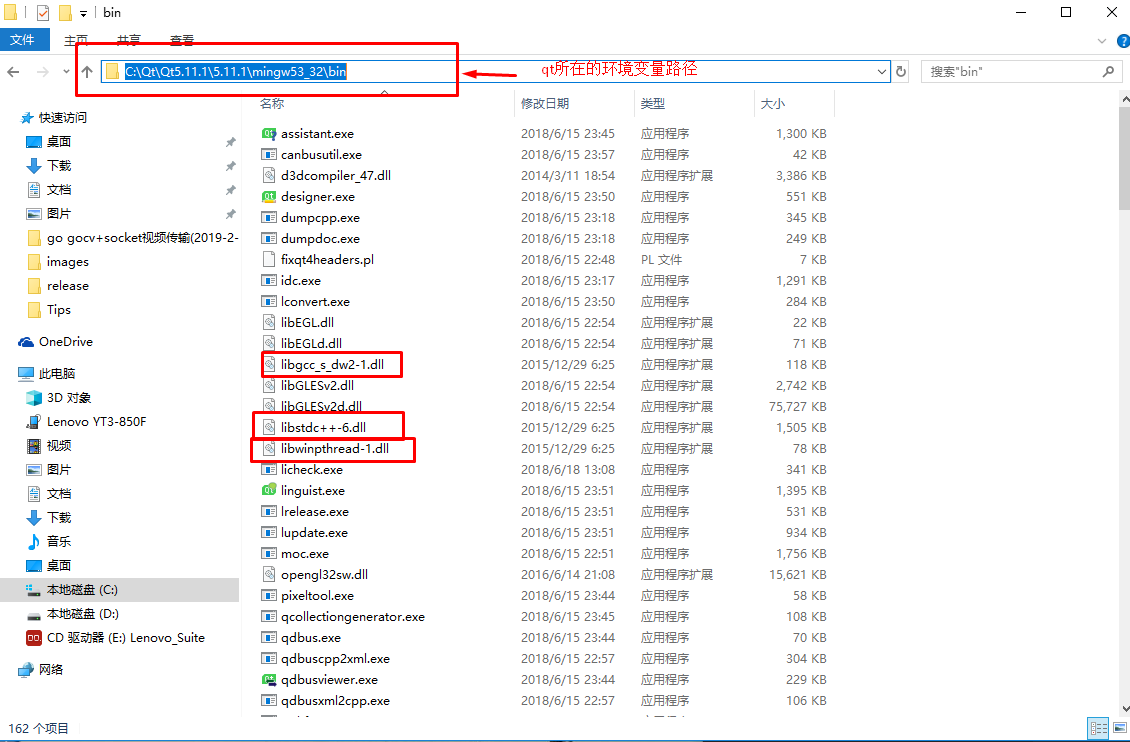 bin
文件
主页
共享
查看
C:\Qt\Qt5.11.1\5.11.1\mingw53_32\bin
qt所在的环境变量路径
搜索"bin"
快速访问
桌面
下载
文档
图片
go gocv+socket视频传输(2019-2-
images
release
Tips
OneDrive
此电脑
3D 对象
Lenovo YT3-850F
视频
图片
文档
下载
音乐
桌面
本地磁盘 (C:)
本地磁盘 (D:)
CD 驱动器 (E:) Lenovo_Suite
网络
名称 修改日期 类型 大小
assistant.exe 2018/6/15 23:45 应用程序 1,300 KB
canbusutil.exe 2018/6/15 23:57 应用程序 42 KB
d3dcompiler_47.dll 2014/3/11 18:54 应用程序扩展 3,386 KB
designer.exe 2018/6/15 23:50 应用程序 551 KB
dumpcpp.exe 2018/6/15 23:18 应用程序 345 KB
dumpdoc.exe 2018/6/15 23:18 应用程序 249 KB
fixqt4headers.pl 2018/6/15 22:48 PL 文件 7 KB
idc.exe 2018/6/15 23:17 应用程序 1,291 KB
lconvert.exe 2018/6/15 23:50 应用程序 284 KB
libEGL.dll 2018/6/15 22:54 应用程序扩展 22 KB
libEGLd.dll 2018/6/15 22:54 应用程序扩展 71 KB
libgcc_s_dw2-1.dll 2015/12/29 6:25 应用程序扩展 118 KB
libGLESv2.dll 2018/6/15 22:54 应用程序扩展 2,742 KB
libGLESv2d.dll 2018/6/15 22:54 应用程序扩展 75,727 KB
libstdc++-6.dll 2015/12/29 6:25 应用程序扩展 1,505 KB
libwinpthread-1.dll 2015/12/29 6:25 应用程序扩展 78 KB
licheck.exe 2018/6/18 13:08 应用程序 341 KB
linguist.exe 2018/6/15 23:51 应用程序 1,395 KB
lrelease.exe 2018/6/15 23:51 应用程序 531 KB
lupdate.exe 2018/6/15 23:51 应用程序 934 KB
moc.exe 2018/6/15 22:51 应用程序 1,756 KB
opengl32sw.dll 2016/6/14 21:08 应用程序扩展 15,621 KB
pixeltool.exe 2018/6/15 23:44 应用程序 58 KB
qcollectiongenerator.exe 2018/6/15 23:45 应用程序 108 KB
qdbus.exe 2018/6/15 23:44 应用程序 70 KB
qdbuscpp2xml.exe 2018/6/15 22:57 应用程序 304 KB
qdbusviewer.exe 2018/6/15 23:44 应用程序 229 KB
qdbusxml2cpp.exe 2018/6/15 22:57 应用程序 106 KB
162 个项目